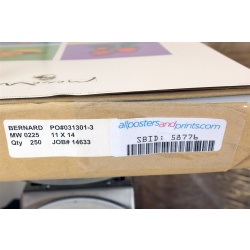 BERNARD PO#031301-3
MW 0225 11 X 14
Qty 250 JOB# 14633
allpostersandprints.com
SBID: 58776